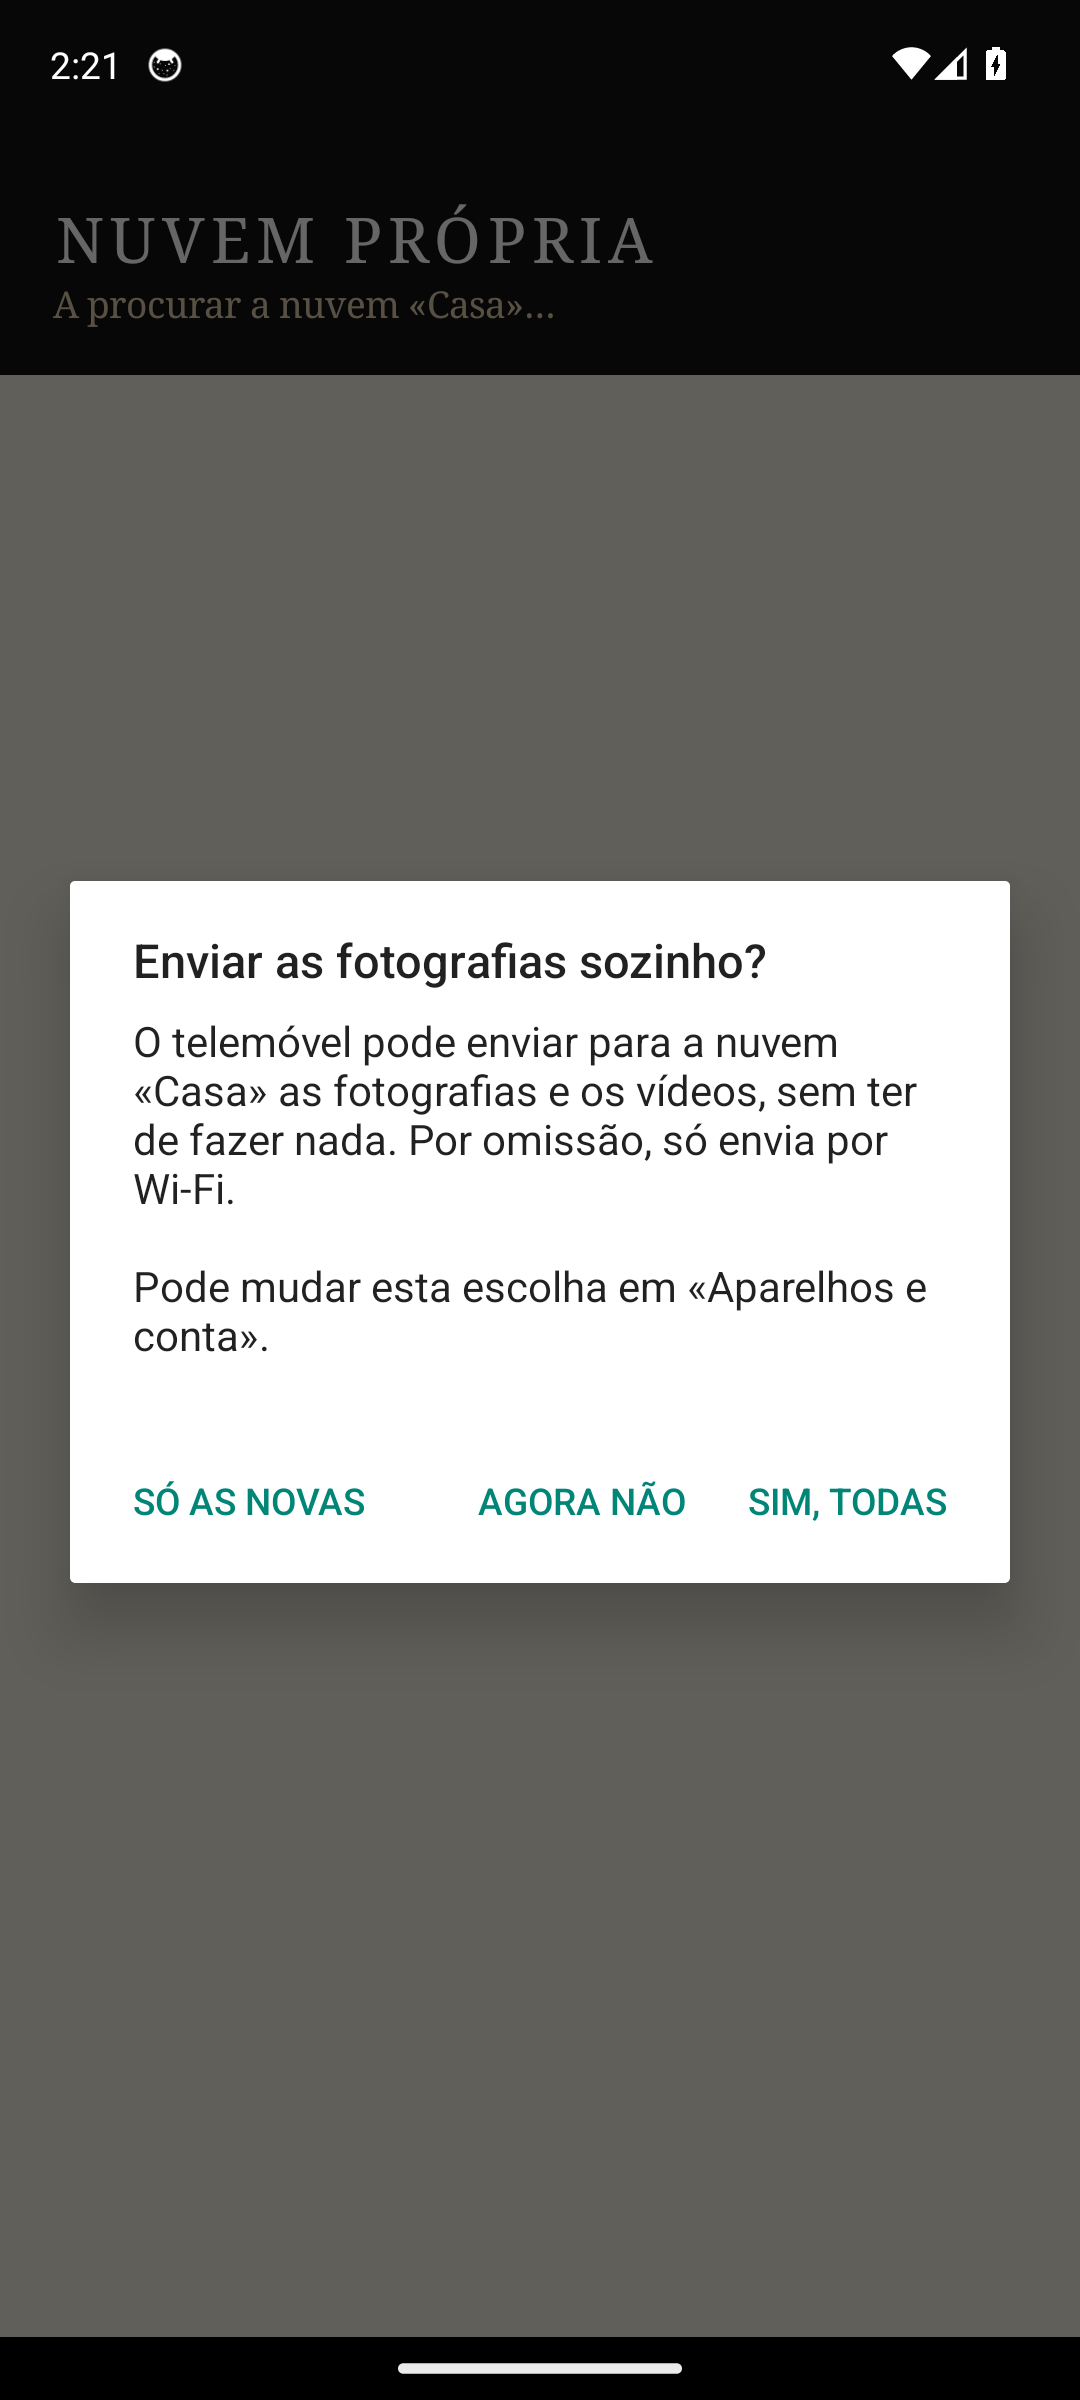 2:21
NUVEM PRÓPRIA
A procurar a nuvem «Casa»...
Enviar as fotografias sozinho?
O telemóvel pode enviar para a nuvem
«Casa» as fotografias e os vídeos, sem ter
de fazer nada. Por omissão, só envia por
Wi-Fi.
Pode mudar esta escolha em «Aparelhos e
conta».
SÓ AS NOVAS AGORA NÃO SIM, TODAS